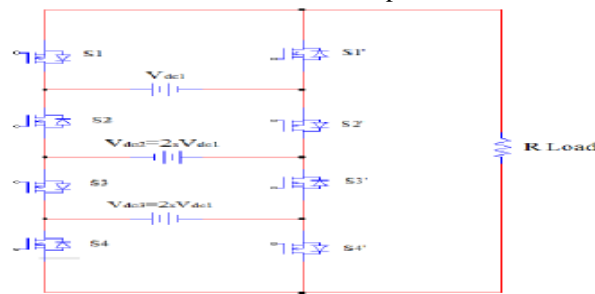 S1
S1'
Vdc1
S2
S2'
Vdc2=2xVdc1
R Load
S3
S3'
Vdc3=2xVdc1
S4
S4'